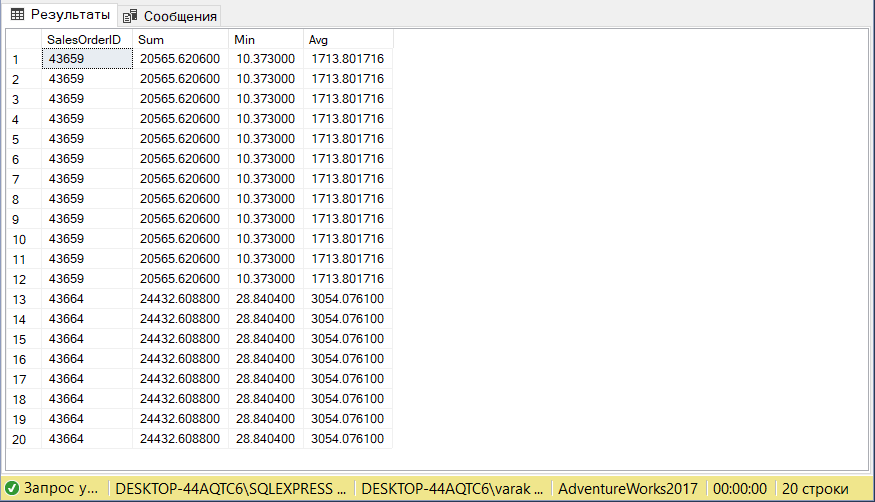 Результаты Сообщения
SalesOrderID Sum Min Avg
1 43659 20565.620600 10.373000 1713.801716
2 43659 20565.620600 10.373000 1713.801716
3 43659 20565.620600 10.373000 1713.801716
4 43659 20565.620600 10.373000 1713.801716
5 43659 20565.620600 10.373000 1713.801716
6 43659 20565.620600 10.373000 1713.801716
7 43659 20565.620600 10.373000 1713.801716
8 43659 20565.620600 10.373000 1713.801716
9 43659 20565.620600 10.373000 1713.801716
10 43659 20565.620600 10.373000 1713.801716
11 43659 20565.620600 10.373000 1713.801716
12 43659 20565.620600 10.373000 1713.801716
13 43664 24432.608800 28.840400 3054.076100
14 43664 24432.608800 28.840400 3054.076100
15 43664 24432.608800 28.840400 3054.076100
16 43664 24432.608800 28.840400 3054.076100
17 43664 24432.608800 28.840400 3054.076100
18 43664 24432.608800 28.840400 3054.076100
19 43664 24432.608800 28.840400 3054.076100
20 43664 24432.608800 28.840400 3054.076100
Запрос у... DESKTOP-44AQTC6\SQLEXPRESS ... DESKTOP-44AQTC6\varak ... AdventureWorks2017 00:00:00 20 строки